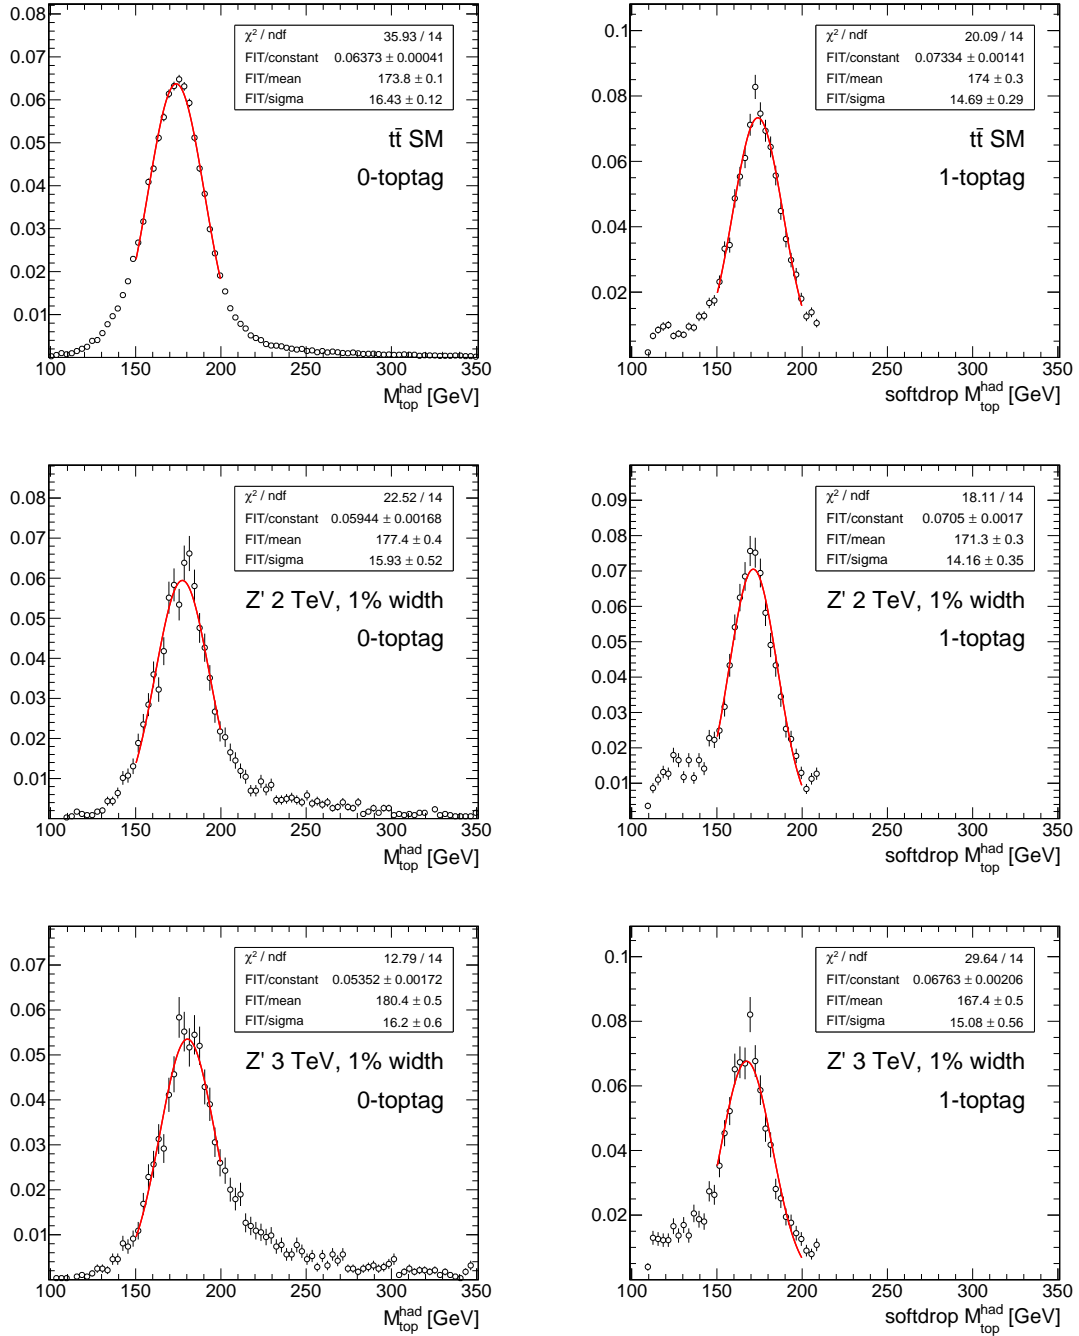 0.08
0.07
0.06
0.05
0.04
0.03
0.02
0.01
χ² / ndf 35.93 / 14
FIT/constant 0.06373 ± 0.00041
FIT/mean 173.8 ± 0.1
FIT/sigma 16.43 ± 0.12
tt̄ SM
0-toptag
100 150 200 250 300 350
M_top^had [GeV]
0.1
0.08
0.06
0.04
0.02
χ² / ndf 20.09 / 14
FIT/constant 0.07334 ± 0.00141
FIT/mean 174 ± 0.3
FIT/sigma 14.69 ± 0.29
tt̄ SM
1-toptag
100 150 200 250 300 350
softdrop M_top^had [GeV]
0.08
0.07
0.06
0.05
0.04
0.03
0.02
0.01
χ² / ndf 22.52 / 14
FIT/constant 0.05944 ± 0.00168
FIT/mean 177.4 ± 0.4
FIT/sigma 15.93 ± 0.52
Z' 2 TeV, 1% width
0-toptag
100 150 200 250 300 350
M_top^had [GeV]
0.09
0.08
0.07
0.06
0.05
0.04
0.03
0.02
0.01
χ² / ndf 18.11 / 14
FIT/constant 0.0705 ± 0.0017
FIT/mean 171.3 ± 0.3
FIT/sigma 14.16 ± 0.35
Z' 2 TeV, 1% width
1-toptag
100 150 200 250 300 350
softdrop M_top^had [GeV]
0.07
0.06
0.05
0.04
0.03
0.02
0.01
χ² / ndf 12.79 / 14
FIT/constant 0.05352 ± 0.00172
FIT/mean 180.4 ± 0.5
FIT/sigma 16.2 ± 0.6
Z' 3 TeV, 1% width
0-toptag
100 150 200 250 300 350
M_top^had [GeV]
0.1
0.08
0.06
0.04
0.02
χ² / ndf 29.64 / 14
FIT/constant 0.06763 ± 0.00206
FIT/mean 167.4 ± 0.5
FIT/sigma 15.08 ± 0.56
Z' 3 TeV, 1% width
1-toptag
100 150 200 250 300 350
softdrop M_top^had [GeV]